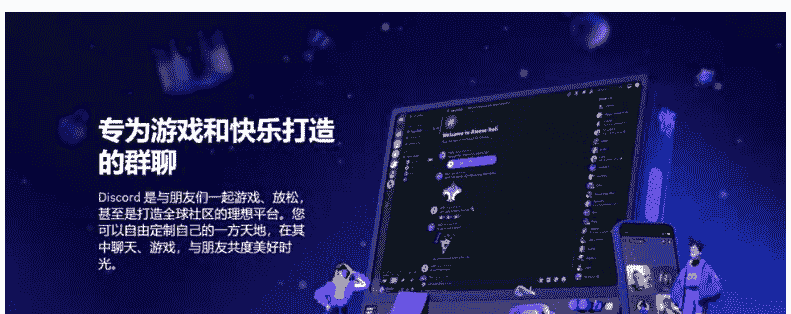 专为游戏和快乐打造
的群聊
Discord 是与朋友们一起游戏、放松，
甚至是打造全球社区的理想平台。您
可以自由定制自己的一方天地，在其
中聊天、游戏，与朋友共度美好时
光。